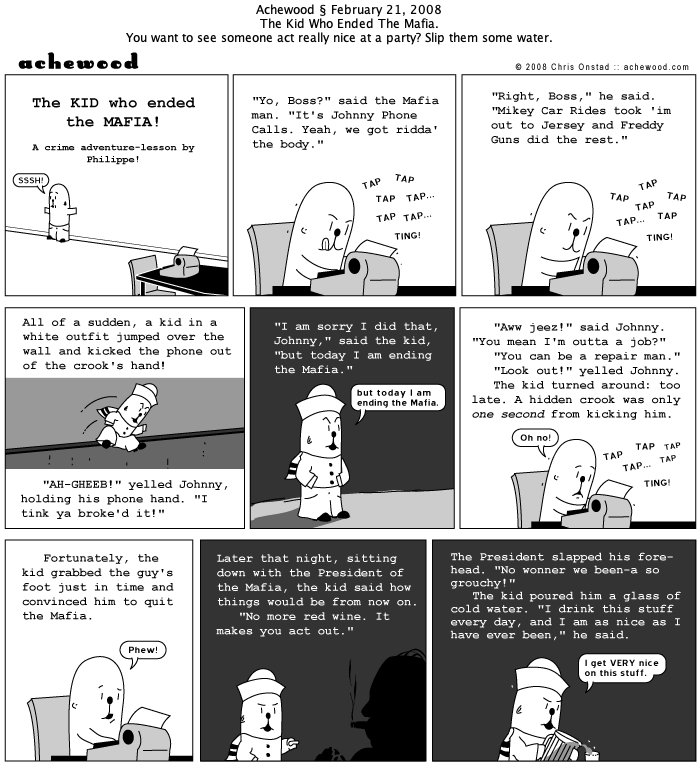 Achewood § February 21, 2008
The Kid Who Ended The Mafia.
You want to see someone act really nice at a party? Slip them some water.
achewood
© 2008 Chris Onstad :: achewood.com
The KID who ended
the MAFIA!
A crime adventure-lesson by
Philippe!
SSSH!
"Yo, Boss?" said the Mafia
man. "It's Johnny Phone
Calls. Yeah, we got ridda'
the body."
TAP TAP
TAP TAP...
TAP TAP...
TING!
"Right, Boss," he said.
"Mikey Car Rides took 'im
out to Jersey and Freddy
Guns did the rest."
TAP
TAP TAP TAP
TAP... TAP
TING!
All of a sudden, a kid in a
white outfit jumped over the
wall and kicked the phone out
of the crook's hand!
"AH-GHEEB!" yelled Johnny,
holding his phone hand. "I
tink ya broke'd it!"
"I am sorry I did that,
Johnny," said the kid,
"but today I am ending
the Mafia."
but today I am
ending the Mafia.
"Aww jeez!" said Johnny.
"You mean I'm outta a job?"
"You can be a repair man."
"Look out!" yelled Johnny.
The kid turned around: too
late. A hidden crook was only
one second from kicking him.
Oh no!
TAP TAP TAP
TAP... TAP
TING!
Fortunately, the
kid grabbed the guy's
foot just in time and
convinced him to quit
the Mafia.
Phew!
Later that night, sitting
down with the President of
the Mafia, the kid said how
things would be from now on.
"No more red wine. It
makes you act out."
The President slapped his fore-
head. "No wonner we been-a so
grouchy!"
The kid poured him a glass of
cold water. "I drink this stuff
every day, and I am as nice as I
have ever been," he said.
I get VERY nice
on this stuff.